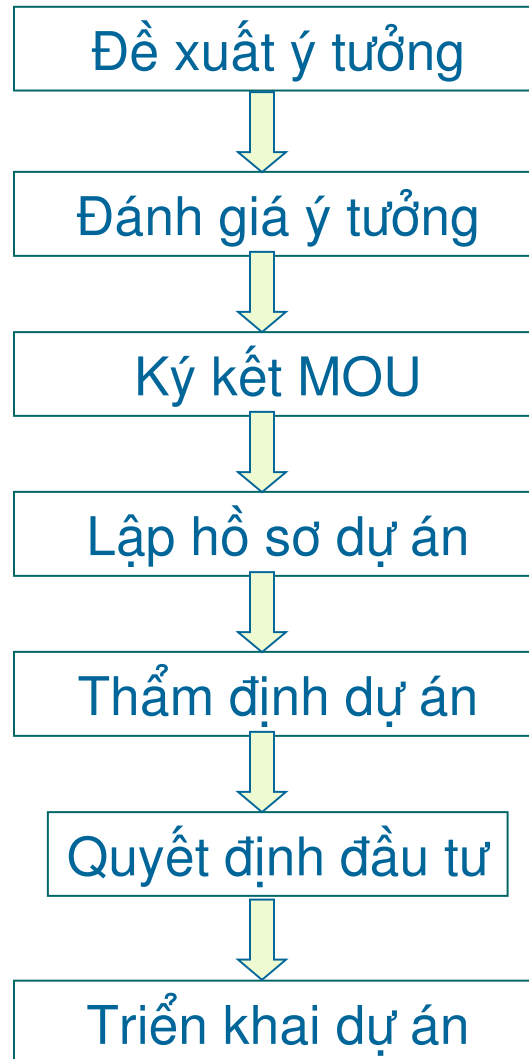 Đề xuất ý tưởng
Đánh giá ý tưởng
Ký kết MOU
Lập hồ sơ dự án
Thẩm định dự án
Quyết định đầu tư
Triển khai dự án